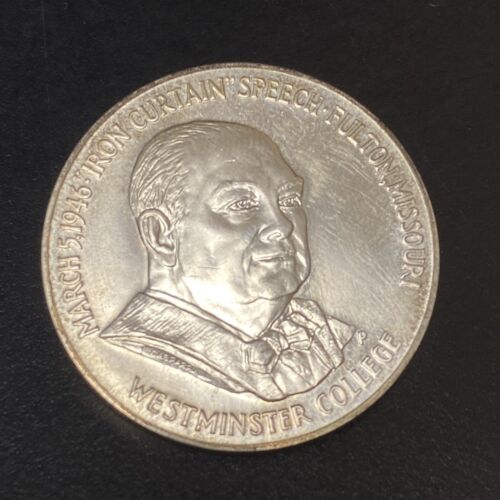 MARCH 5, 1946 · "IRON CURTAIN" SPEECH · FULTON, MISSOURI
WESTMINSTER COLLEGE